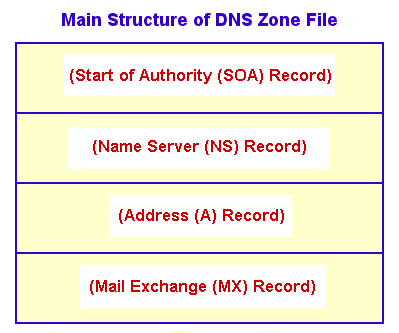 Main Structure of DNS Zone File
(Start of Authority (SOA) Record)
(Name Server (NS) Record)
(Address (A) Record)
(Mail Exchange (MX) Record)